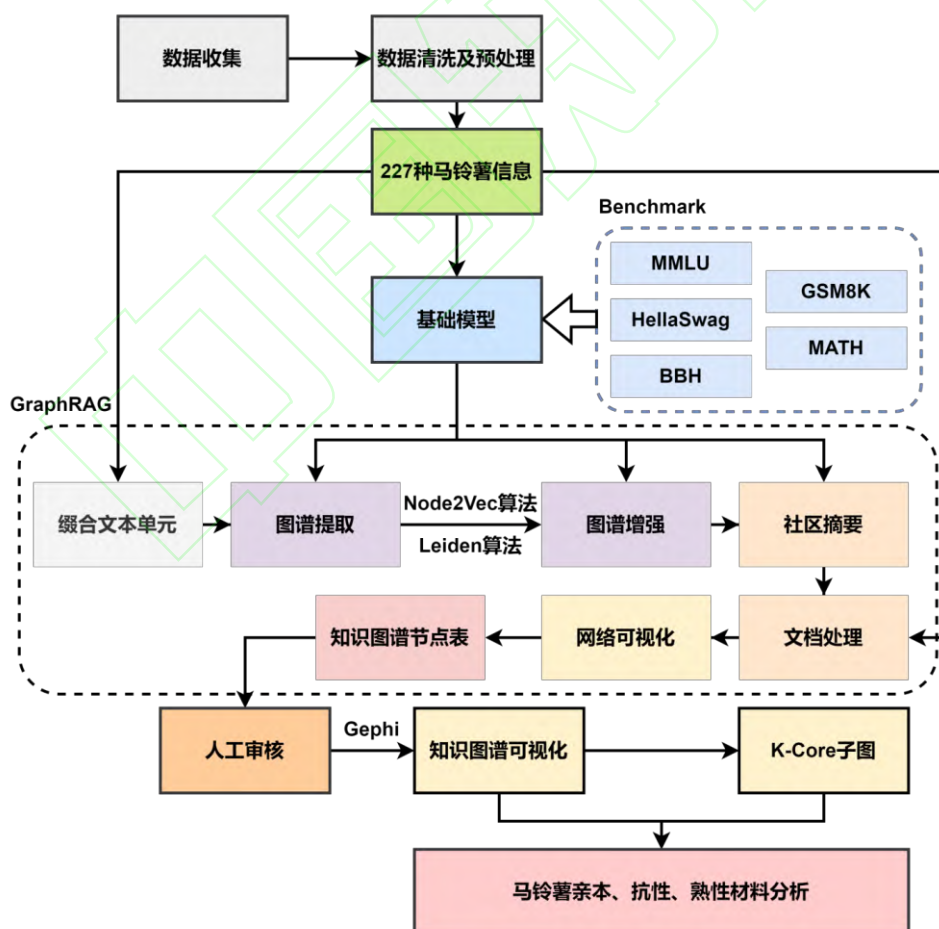 数据收集
数据清洗及预处理
227种马铃薯信息
Benchmark
MMLU
GSM8K
HellaSwag
MATH
BBH
基础模型
GraphRAG
缀合文本单元
图谱提取
Node2Vec算法
Leiden算法
图谱增强
社区摘要
知识图谱节点表
网络可视化
文档处理
人工审核
Gephi
知识图谱可视化
K-Core子图
马铃薯亲本、抗性、熟性材料分析